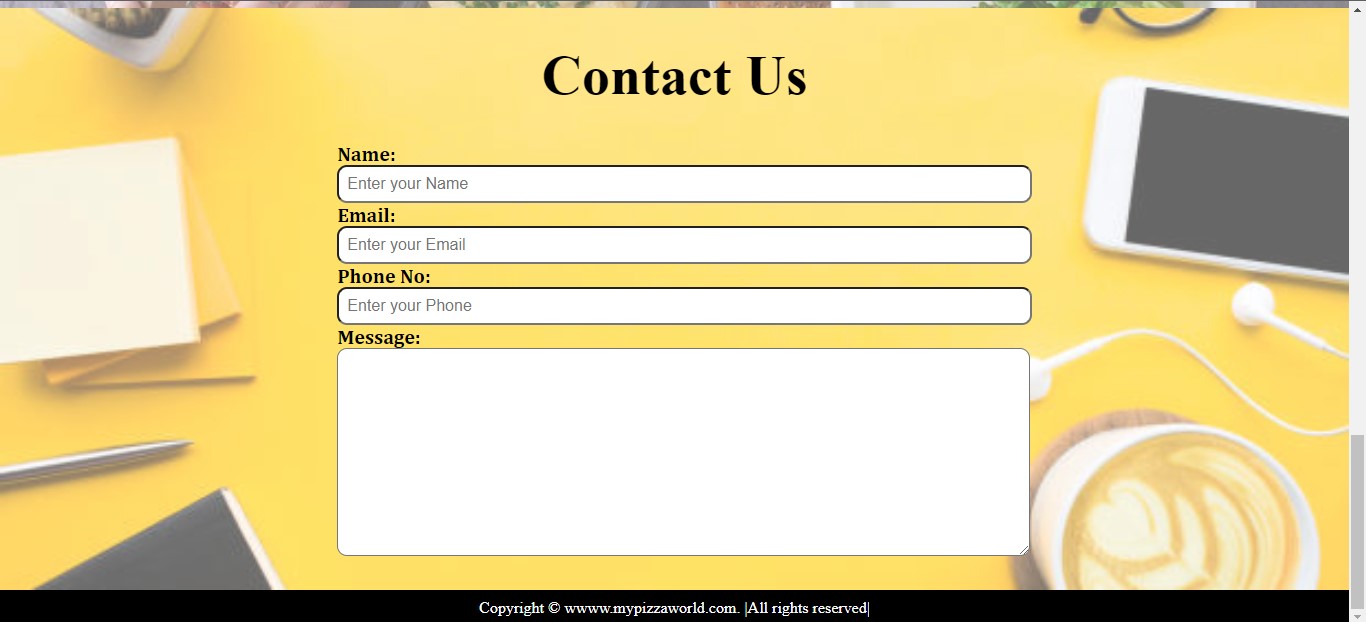 Contact Us
Name:
Enter your Name
Email:
Enter your Email
Phone No:
Enter your Phone
Message:
Copyright © wwww.mypizzaworld.com. |All rights reserved|